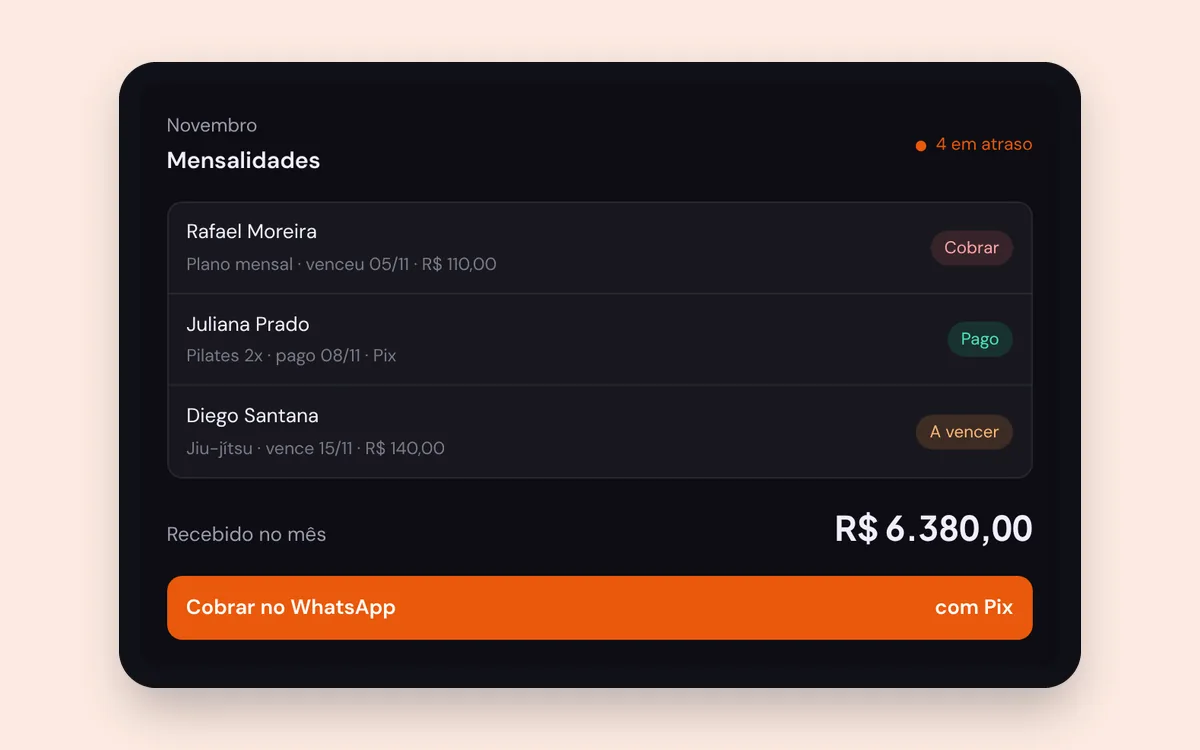 Novembro
Mensalidades
4 em atraso
Rafael Moreira
Plano mensal · venceu 05/11 · R$ 110,00
Cobrar
Juliana Prado
Pilates 2x · pago 08/11 · Pix
Pago
Diego Santana
Jiu-jítsu · vence 15/11 · R$ 140,00
A vencer
Recebido no mês
R$ 6.380,00
Cobrar no WhatsApp
com Pix